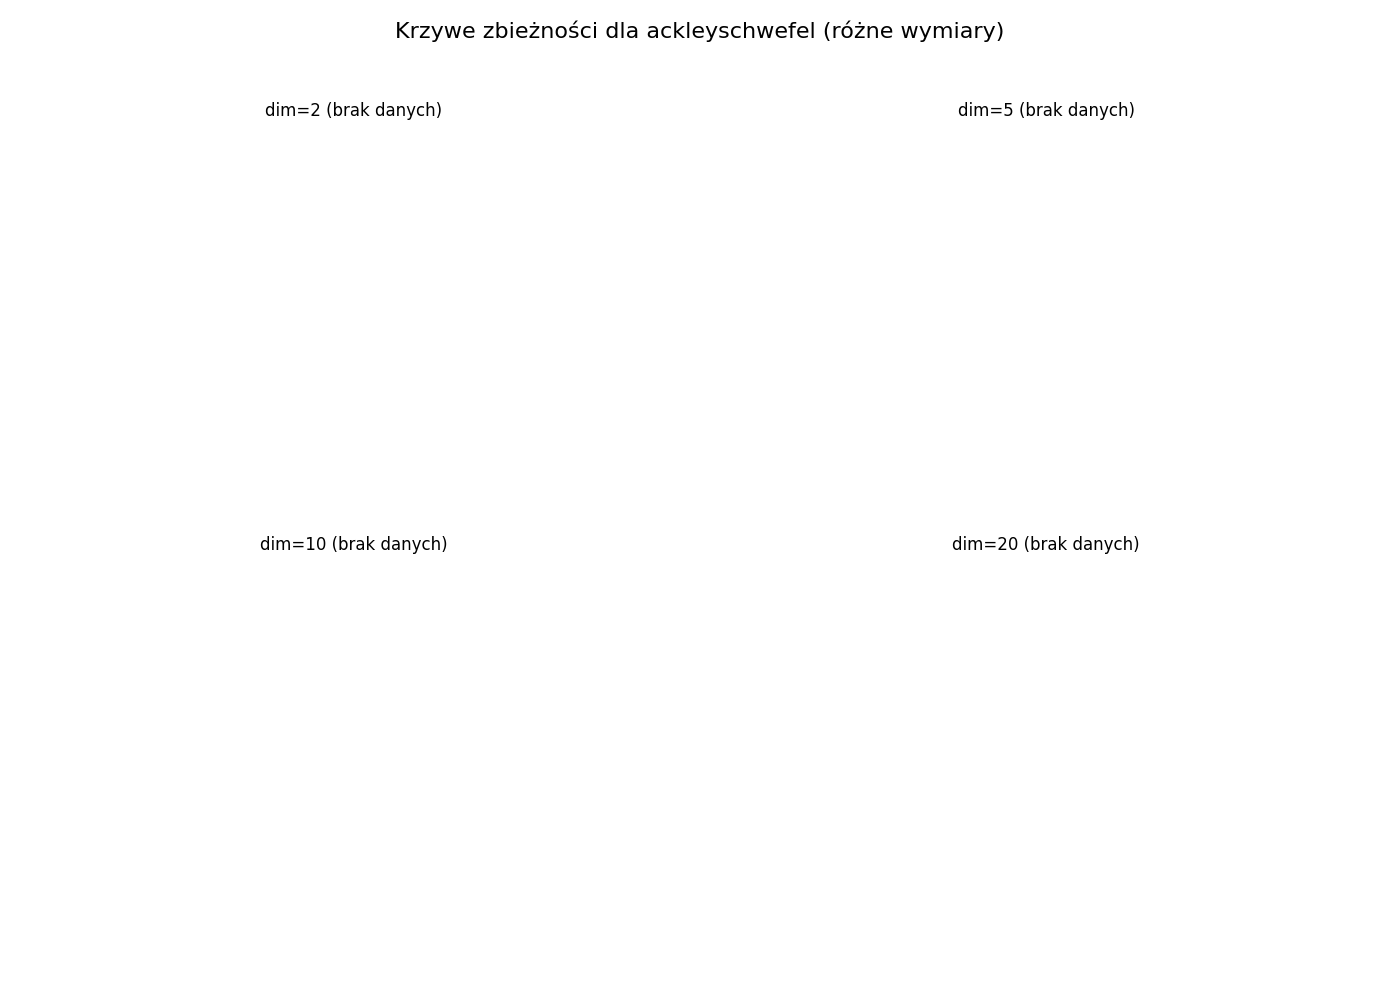 Krzywe zbieżności dla ackleyschwefel (różne wymiary)
dim=2 (brak danych)
dim=5 (brak danych)
dim=10 (brak danych)
dim=20 (brak danych)